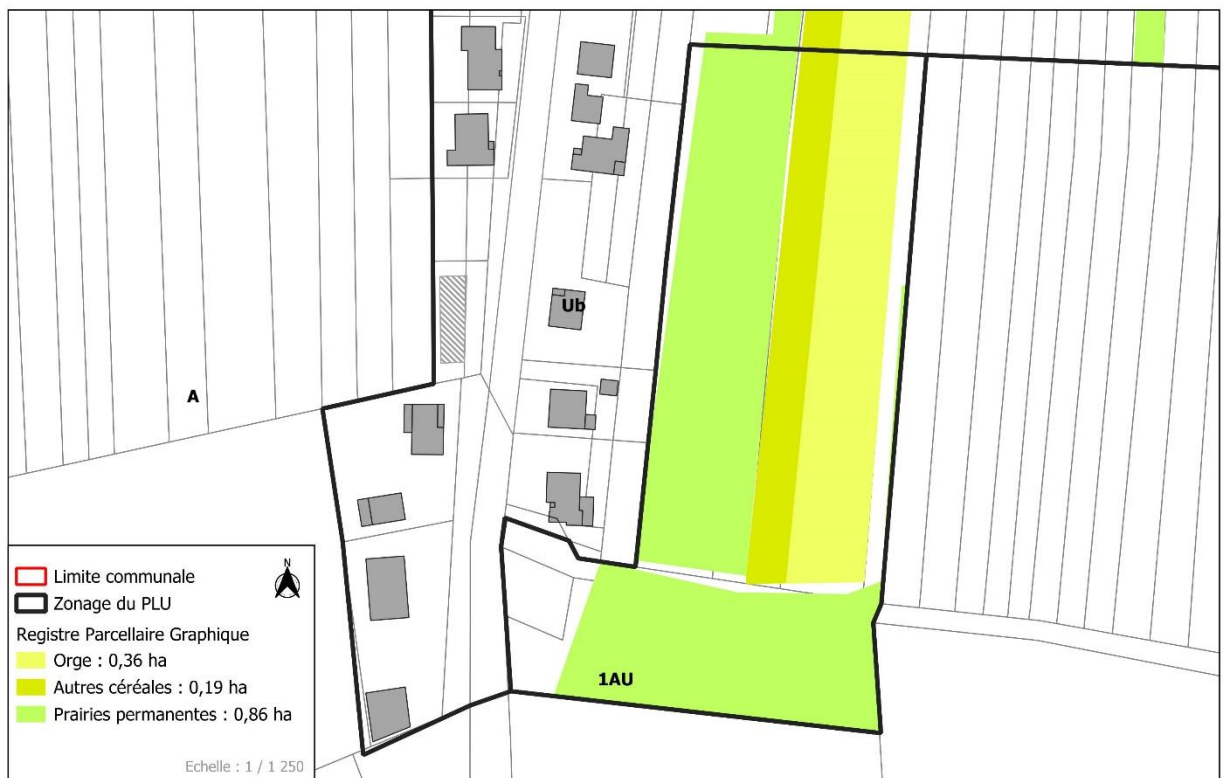 Ub
A
1AU
N
Limite communale
Zonage du PLU
Registre Parcellaire Graphique
Orge : 0,36 ha
Autres céréales : 0,19 ha
Prairies permanentes : 0,86 ha
Echelle : 1 / 1 250